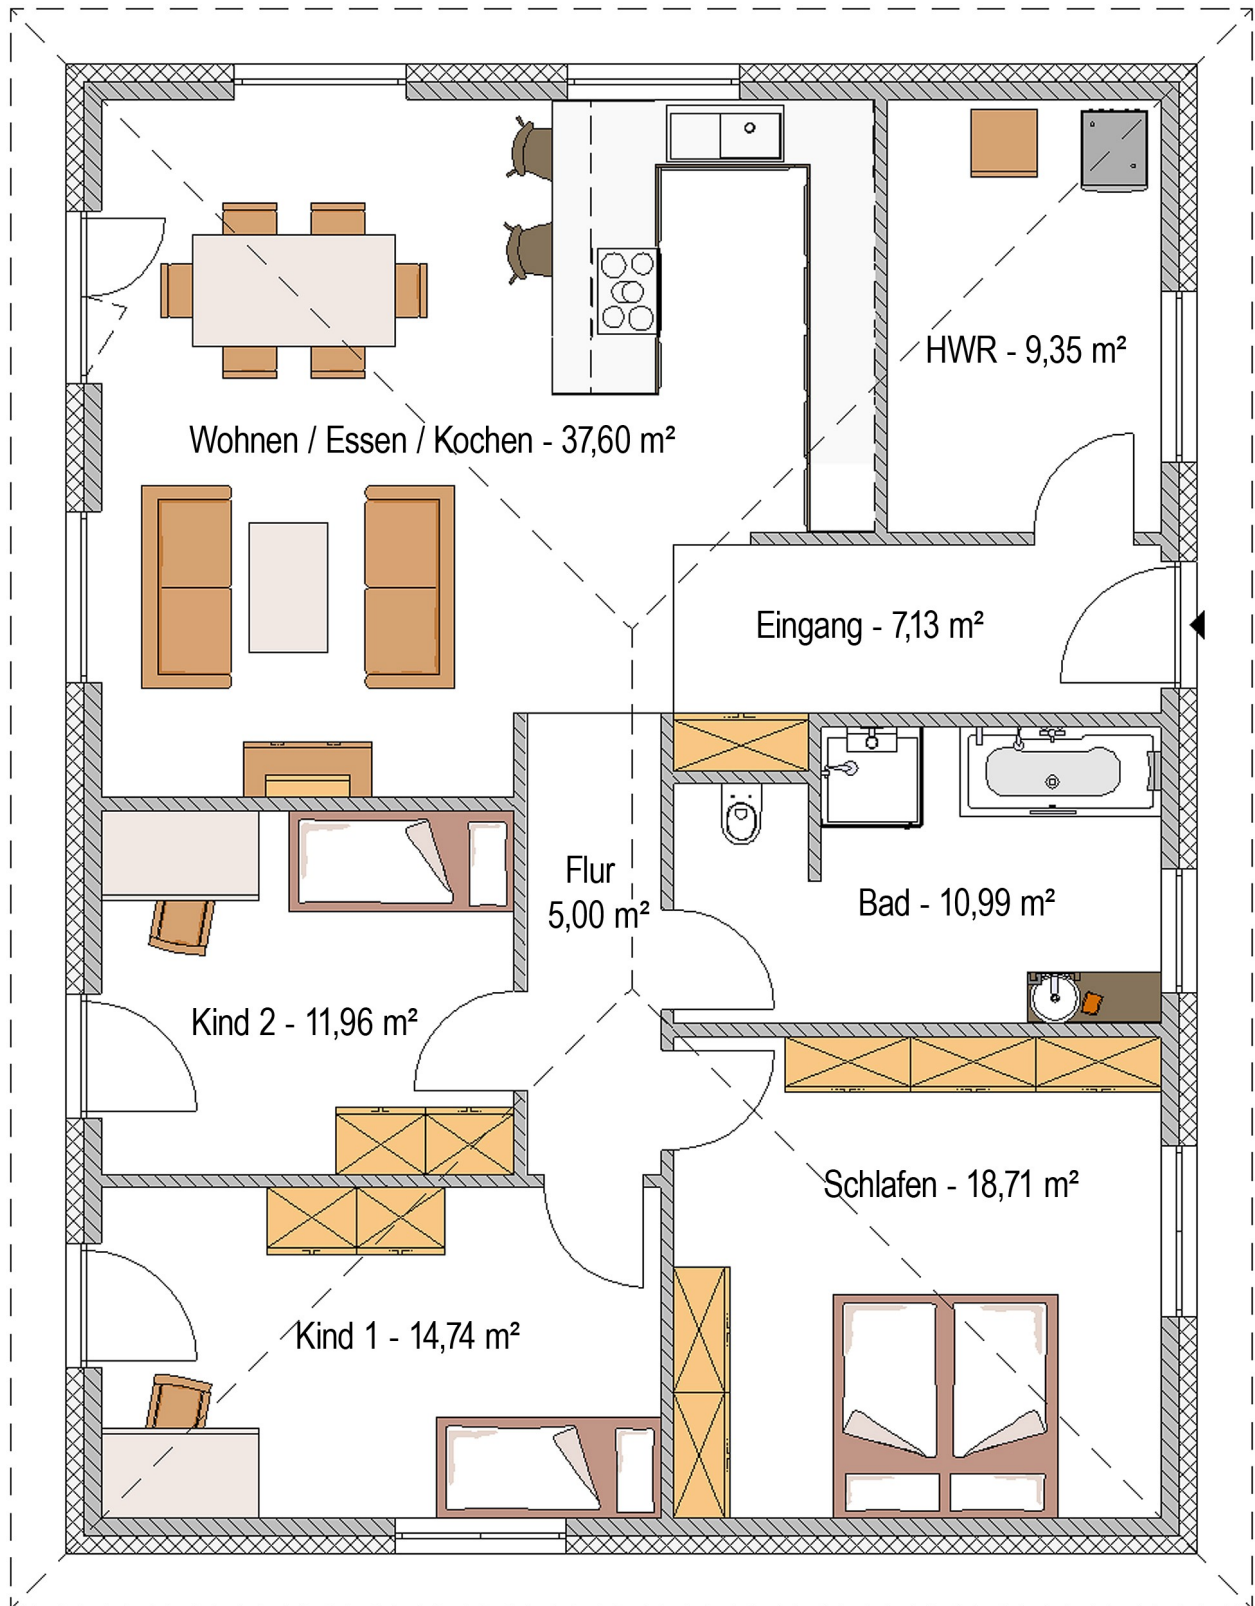 HWR - 9,35 m²
Wohnen / Essen / Kochen - 37,60 m²
Eingang - 7,13 m²
Flur
5,00 m²
Bad - 10,99 m²
Kind 2 - 11,96 m²
Schlafen - 18,71 m²
Kind 1 - 14,74 m²